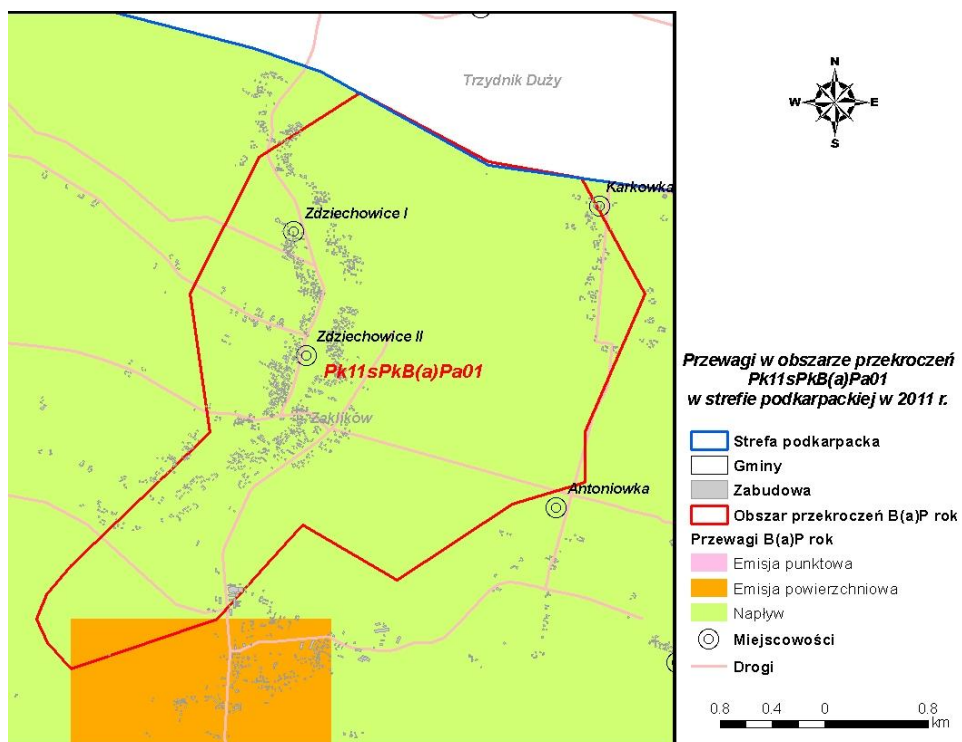 Trzydnik Duży
Karkowka
Zdziechowice I
Zdziechowice II
Pk11sPkB(a)Pa01
Zaklików
Antoniowka
N
W E
S
Przewagi w obszarze przekroczeń
Pk11sPkB(a)Pa01
w strefie podkarpackiej w 2011 r.
Strefa podkarpacka
Gminy
Zabudowa
Obszar przekroczeń B(a)P rok
Przewagi B(a)P rok
Emisja punktowa
Emisja powierzchniowa
Napływ
Miejscowości
Drogi
0.8 0.4 0 0.8
km